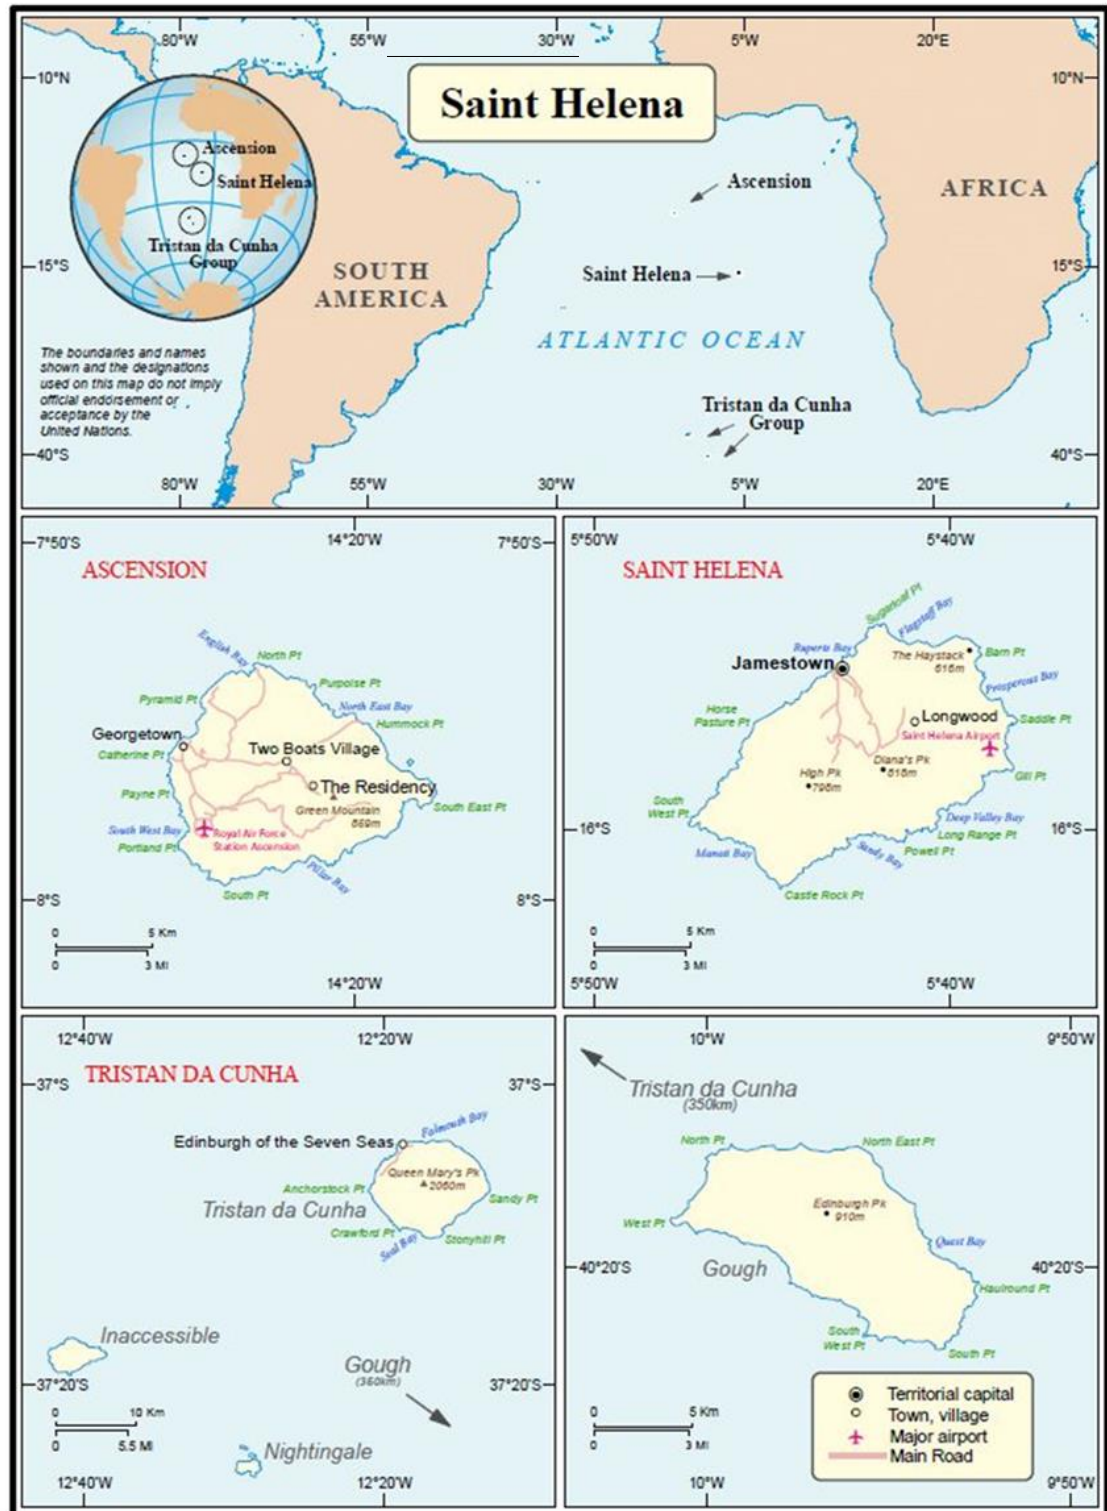 80°W 55°W 30°W 5°W 20°E
10°N 10°N
Saint Helena
Ascension
Saint Helena
Tristan da Cunha
Group
Ascension
AFRICA
15°S 15°S
SOUTH
AMERICA
Saint Helena
ATLANTIC OCEAN
The boundaries and names
shown and the designations
used on this map do not imply
official endorsement or
acceptance by the
United Nations.
Tristan da Cunha
Group
40°S 40°S
80°W 55°W 30°W 5°W 20°E
7°50'S 14°20'W 7°50'S
ASCENSION
English Bay
North Pt
Purpoise Pt
Pyramid Pt
North East Bay
Hummock Pt
Georgetown
Two Boats Village
Catherine Pt
The Residency
Payne Pt
Green Mountain
859m
South East Pt
South West Bay
Royal Air Force
Station Ascension
Portland Pt
Pillar Bay
South Pt
8°S 8°S
0 5 Km
0 3 Mi
14°20'W
5°50'W 5°40'W
SAINT HELENA
Sugarloaf Pt
Flagstaff Bay
Ruperts Bay
The Haystack
616m
Barn Pt
Jamestown
Prosperous Bay
Horse
Pasture Pt
Longwood
Saddle Pt
Saint Helena Airport
Diana's Pk
818m
High Pk
798m
Gill Pt
South
West Pt
Deep Valley Bay
16°S 16°S
Long Range Pt
Manati Bay
Sandy Bay
Powell Pt
Castle Rock Pt
0 5 Km
0 3 Mi
5°50'W 5°40'W
12°40'W 12°20'W
37°S 37°S
TRISTAN DA CUNHA
Falmouth Bay
Edinburgh of the Seven Seas
Queen Mary's Pk
2060m
Anchorstock Pt
Sandy Pt
Tristan da Cunha
Crawford Pt
Seal Bay
Stonyhill Pt
Inaccessible
Gough
(360km)
37°20'S 37°20'S
0 10 Km
0 5.5 Mi
Nightingale
12°40'W 12°20'W
10°W 9°50'W
Tristan da Cunha
(350km)
North Pt
North East Pt
Edinburgh Pk
910m
West Pt
Quest Bay
Gough
40°20'S 40°20'S
Haulround Pt
South
West Pt
South Pt
0 5 Km
0 3 Mi
Territorial capital
Town, village
Major airport
Main Road
10°W 9°50'W